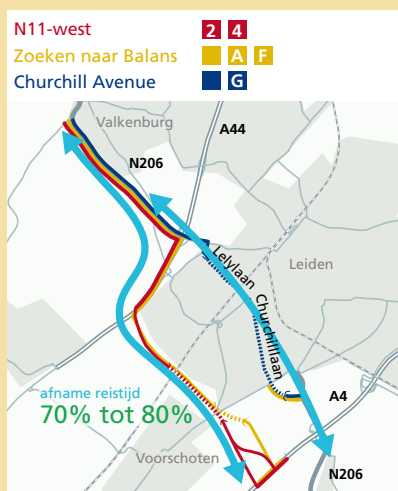 N11-west 2 4
Zoeken naar Balans A F
Churchill Avenue G
Valkenburg
A44
N206
Lelylaan
Leiden
Churchilllaan
afname reistijd
70% tot 80%
A4
Voorschoten
N206